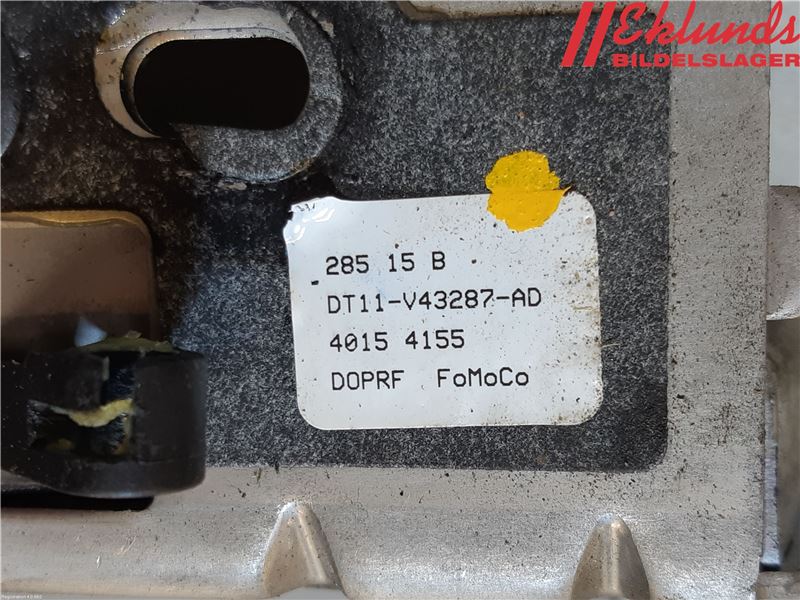 Eklunds
BILDELSLAGER
285 15 B
DT11-V43287-AD
4015 4155
DOPRF FoMoCo